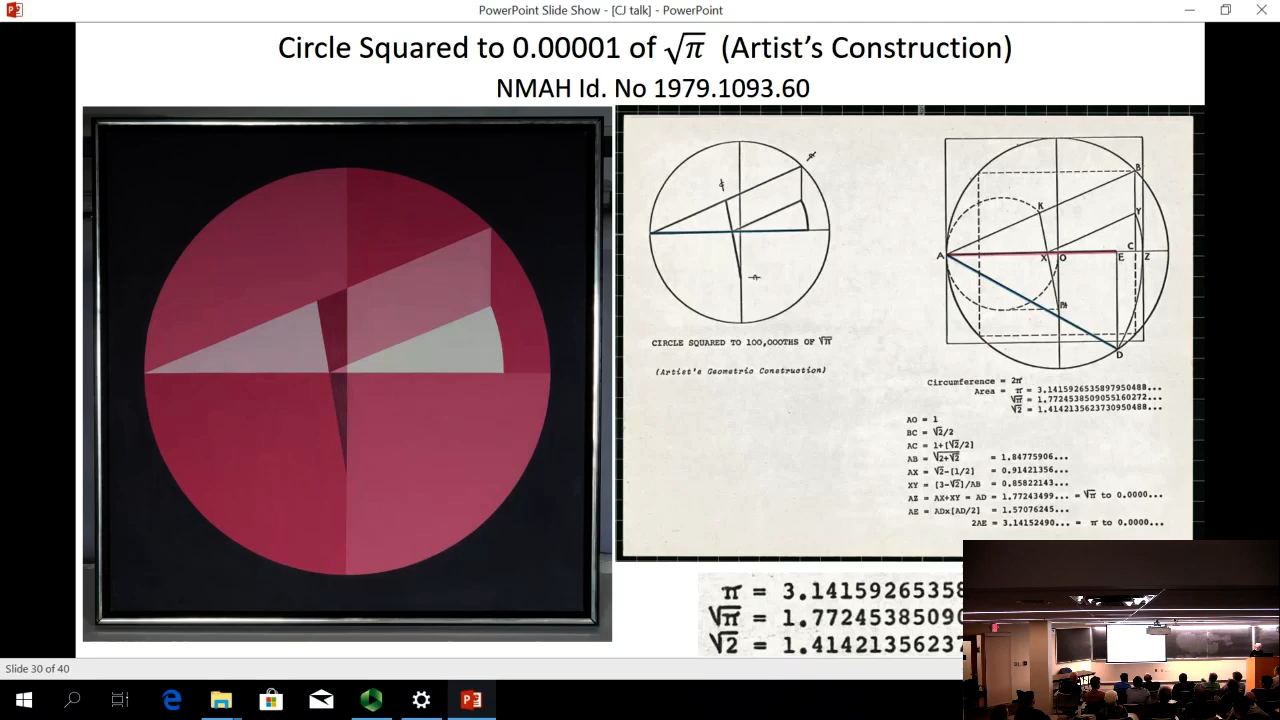 PowerPoint Slide Show - [CJ talk] - PowerPoint
Circle Squared to 0.00001 of √π (Artist's Construction)
NMAH Id. No 1979.1093.60
CIRCLE SQUARED TO 100,000THS OF √π
(Artist's Geometric Construction)
B
K
Y
A
X
O
E
C
Z
D
Circumference = 2π
Area = π = 3.1415926535897950488...
√π = 1.7724538509055160272...
√2 = 1.4142135623730950488...
AO = 1
BC = √2/2
AC = 1+[√2/2]
AB = √2+√2 = 1.84775906...
AX = √2-[1/2] = 0.91421356...
XY = [3-√2]/AB = 0.85822143...
AZ = AX+XY = AD = 1.77243499... = √π to 0.0000...
AE = ADx[AD/2] = 1.57076245...
2AE = 3.14152490... = π to 0.0000...
π = 3.14159265358
√π = 1.77245385090
√2 = 1.41421356237
Slide 30 of 40